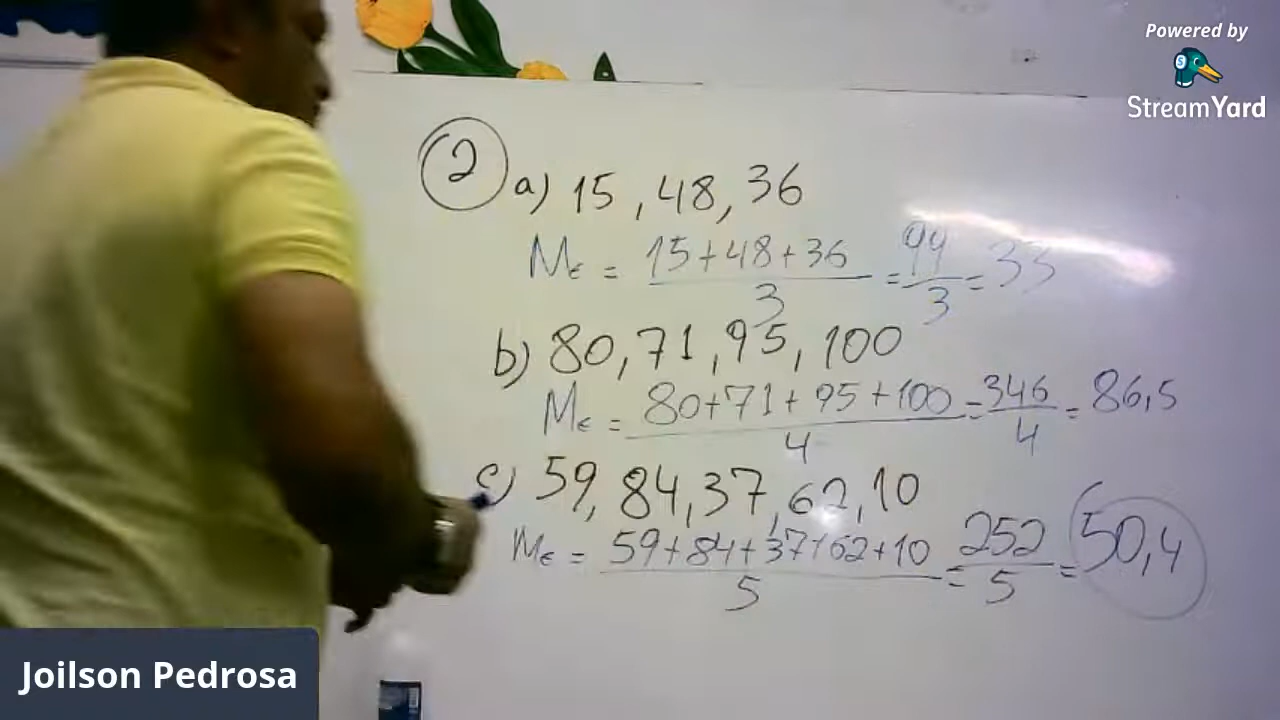 Powered by
StreamYard
2 a) 15, 48, 36
Me = 15+48+36 / 3 = 99 / 3 = 33
b) 80, 71, 95, 100
Me = 80+71+95+100 / 4 = 346 / 4 = 86,5
c) 59, 84, 37, 62, 10
Me = 59+84+37+62+10 / 5 = 252 / 5 = 50,4
Joilson Pedrosa